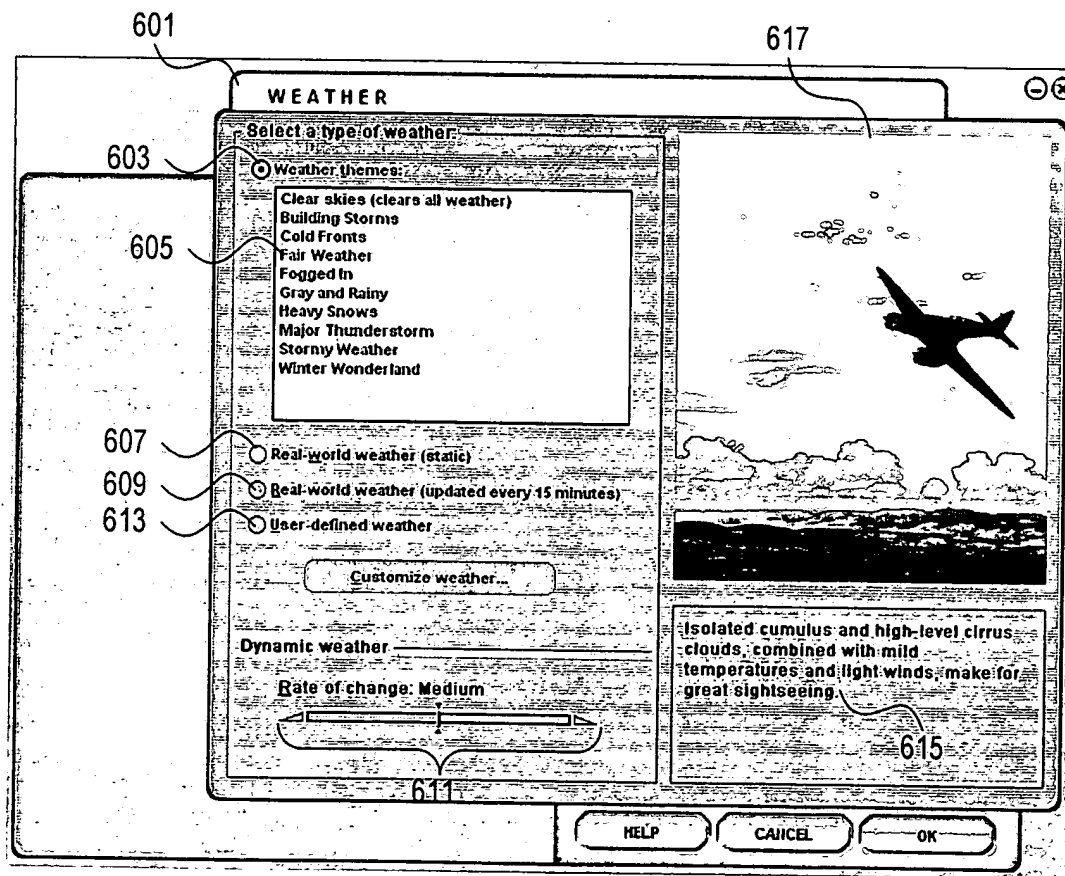 601
617
WEATHER
Select a type of weather:
603
Weather themes:
Clear skies (clears all weather)
Building Storms
Cold Fronts
605
Fair Weather
Fogged In
Gray and Rainy
Heavy Snows
Major Thunderstorm
Stormy Weather
Winter Wonderland
607
Real-world weather (static)
609
Real-world weather (updated every 15 minutes)
613
User-defined weather
Customize weather...
Dynamic weather
Rate of change: Medium
611
Isolated cumulus and high-level cirrus
clouds, combined with mild
temperatures and light winds, make for
great sightseeing.
615
HELP
CANCEL
OK